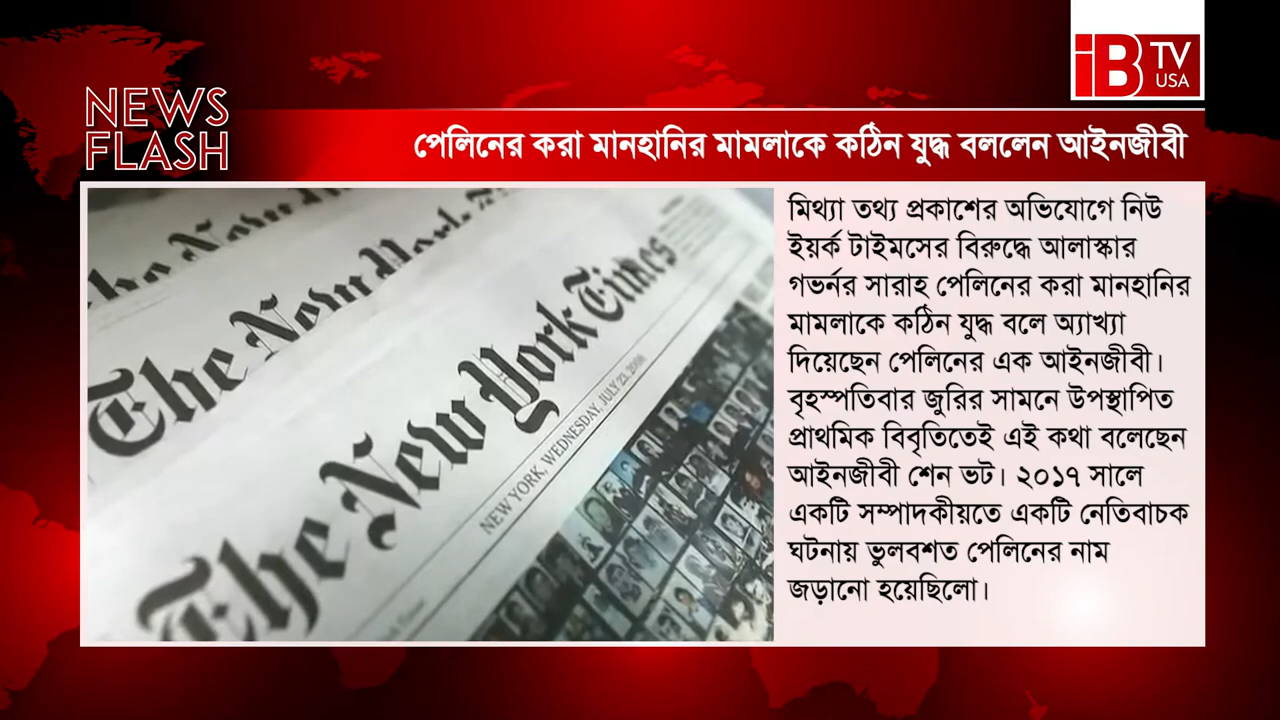 iB TV USA
NEWS
FLASH
পেলিনের করা মানহানির মামলাকে কঠিন যুদ্ধ বললেন আইনজীবী
The New York Times
The New York Times
The New York
NEW YORK, WEDNESDAY, JULY 23, 2008
মিথ্যা তথ্য প্রকাশের অভিযোগে নিউ
ইয়র্ক টাইমসের বিরুদ্ধে আলাস্কার
গভর্নর সারাহ পেলিনের করা মানহানির
মামলাকে কঠিন যুদ্ধ বলে অ্যাখ্যা
দিয়েছেন পেলিনের এক আইনজীবী।
বৃহস্পতিবার জুরির সামনে উপস্থাপিত
প্রাথমিক বিবৃতিতেই এই কথা বলেছেন
আইনজীবী শেন ভট। ২০১৭ সালে
একটি সম্পাদকীয়তে একটি নেতিবাচক
ঘটনায় ভুলবশত পেলিনের নাম
জড়ানো হয়েছিলো।